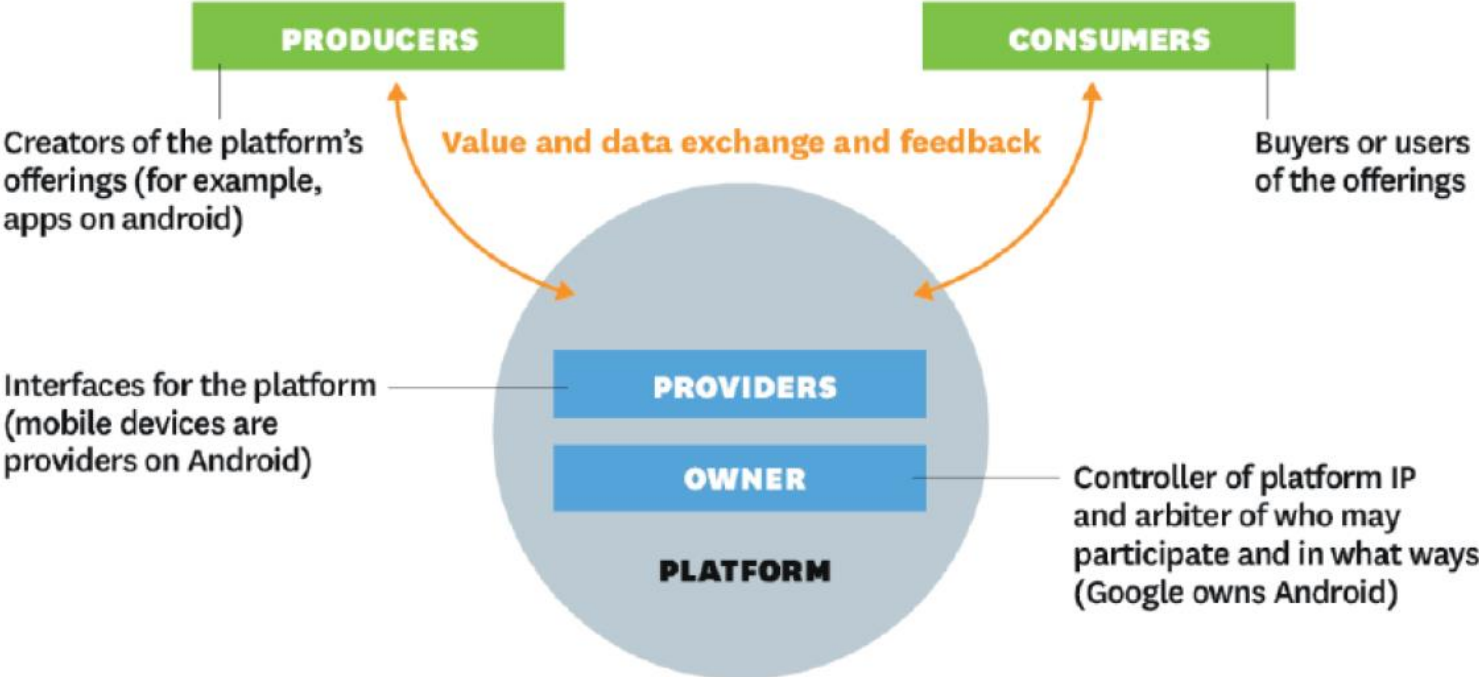 PRODUCERS
CONSUMERS
Creators of the platform's
offerings (for example,
apps on android)
Value and data exchange and feedback
Buyers or users
of the offerings
Interfaces for the platform
(mobile devices are
providers on Android)
PROVIDERS
OWNER
Controller of platform IP
and arbiter of who may
participate and in what ways
(Google owns Android)
PLATFORM